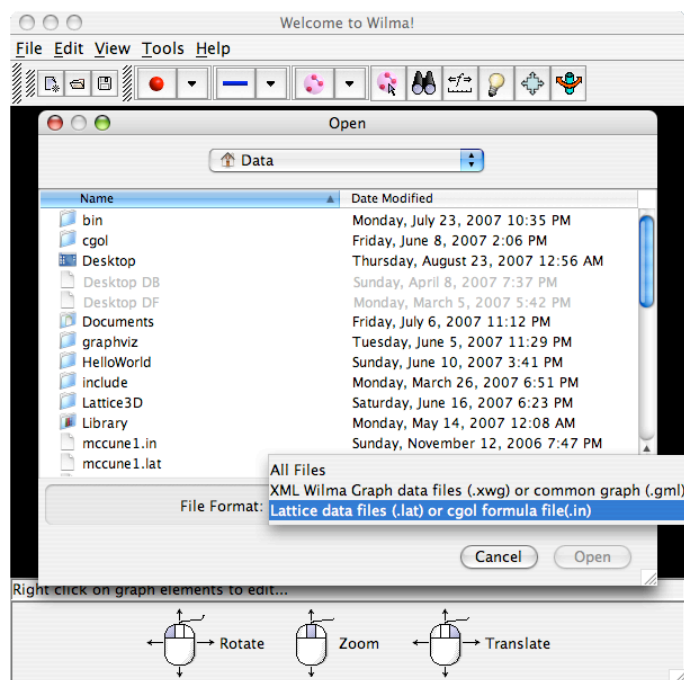 Welcome to Wilma!
File Edit View Tools Help
Open
Data
Name Date Modified
bin Monday, July 23, 2007 10:35 PM
cgol Friday, June 8, 2007 2:06 PM
Desktop Thursday, August 23, 2007 12:56 AM
Desktop DB Sunday, April 8, 2007 7:37 PM
Desktop DF Monday, March 5, 2007 5:42 PM
Documents Friday, July 6, 2007 11:12 PM
graphviz Tuesday, June 5, 2007 11:29 PM
HelloWorld Sunday, June 10, 2007 3:41 PM
include Monday, March 26, 2007 6:51 PM
Lattice3D Saturday, June 16, 2007 6:23 PM
Library Monday, May 14, 2007 12:08 AM
mccune1.in Sunday, November 12, 2006 7:47 PM
mccune1.lat
All Files
XML Wilma Graph data files (.xwg) or common graph (.gml)
File Format: Lattice data files (.lat) or cgol formula file(.in)
Cancel Open
Right click on graph elements to edit...
Rotate Zoom Translate